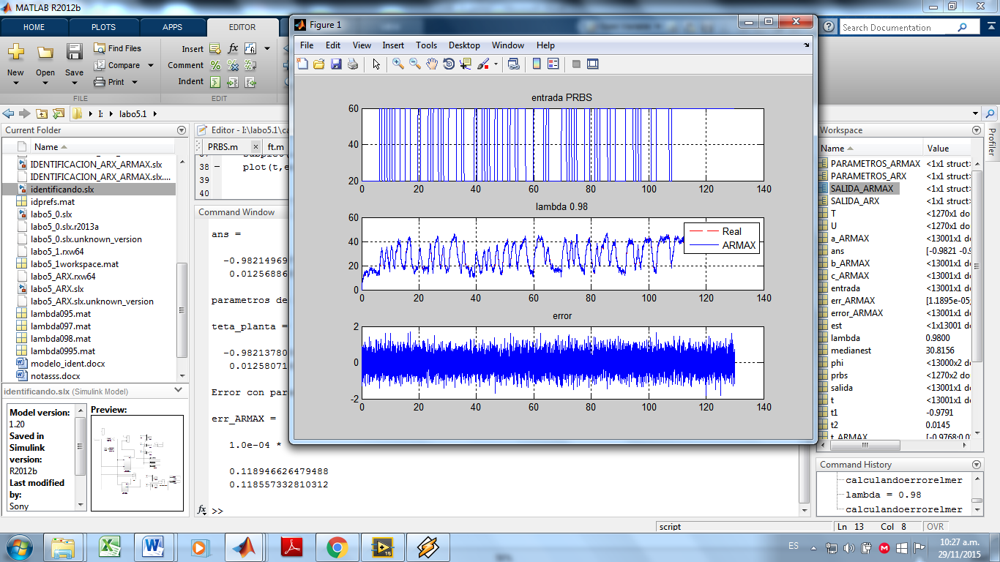 MATLAB R2012b
HOME PLOTS APPS EDITOR
Search Documentation
New Open Save
Find Files
Compare
Print
Insert
Comment
Indent
FILE EDIT
I: labo5.1
Current Folder
Name
IDENTIFICACION_ARX_ARMAX.slx
IDENTIFICACION_ARX_ARMAX.slx....
identificando.slx
idprefs.mat
labo5_0.slx
labo5_0.slx.r2013a
labo5_0.slx.unknown_version
labo5_1.rxw64
labo5_1workspace.mat
labo5_ARX.rxw64
labo5_ARX.slx
labo5_ARX.slx.unknown_version
lambda095.mat
lambda097.mat
lambda098.mat
lambda0995.mat
modelo_ident.docx
notasss.docx
identificando.slx (Simulink Model)
Model version:
1.20
Saved in
Simulink
version:
R2012b
Last modified
by:
Sony
Preview:
Editor - I:\labo5.1\ca
PRBS.m ft.m
38 plot(t,e
39
40
Command Window
ans =
-0.98214969
0.01256886
parametros de
teta_planta =
-0.98213780
0.01258071
Error con par
err_ARMAX =
1.0e-04 *
0.118946626479488
0.118557332810312
fx >>
Figure 1
File Edit View Insert Tools Desktop Window Help
entrada PRBS
60
40
20
0 20 40 60 80 100 120 140
lambda 0.98
60
40
20
0
0 20 40 60 80 100 120 140
Real
ARMAX
error
2
0
-2
0 20 40 60 80 100 120 140
Profiler
Workspace
Name Value
PARAMETROS_ARMAX <1x1 struct>
PARAMETROS_ARX <1x1 struct>
SALIDA_ARMAX <1x1 struct>
SALIDA_ARX <1x1 struct>
T <1270x1 do
U <1270x1 do
a_ARMAX <13001x1 d
ans [-0.9821 -0.9
b_ARMAX <13001x1 d
c_ARMAX <13001x1 d
entrada <13001x1 d
err_ARMAX [1.1895e-05;
error_ARMAX <13001x1 d
est <1x13001 d
lambda 0.9800
medianest 30.8156
phi <13000x2 d
prbs <1270x2 do
salida <13001x1 d
t <13001x1 d
t1 -0.9791
t2 0.0145
t_ARMAX [-0.9768;0.0
Command History
calculandoerrorelmer
lambda = 0.98
calculandoerrorelmer
script Ln 13 Col 8 OVR
ES
10:27 a.m.
29/11/2015